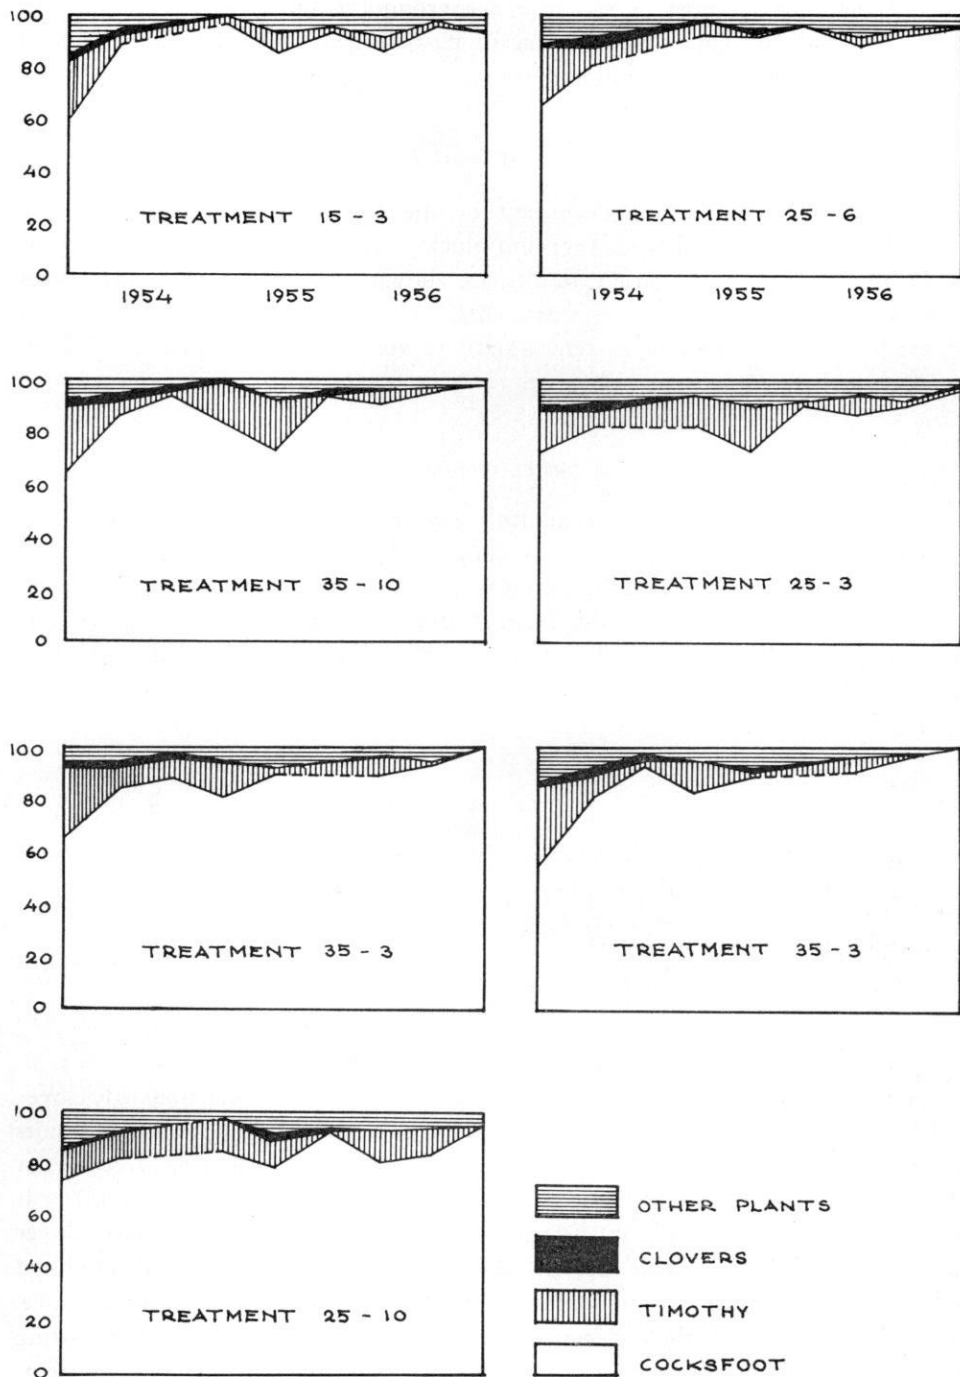 100
80
60
40
20
0
TREATMENT 15 - 3
1954 1955 1956
TREATMENT 25 - 6
1954 1955 1956
100
80
60
40
20
0
TREATMENT 35 - 10
TREATMENT 25 - 3
100
80
60
40
20
0
TREATMENT 35 - 3
TREATMENT 35 - 3
100
80
60
40
20
0
TREATMENT 25 - 10
OTHER PLANTS
CLOVERS
TIMOTHY
COCKSFOOT